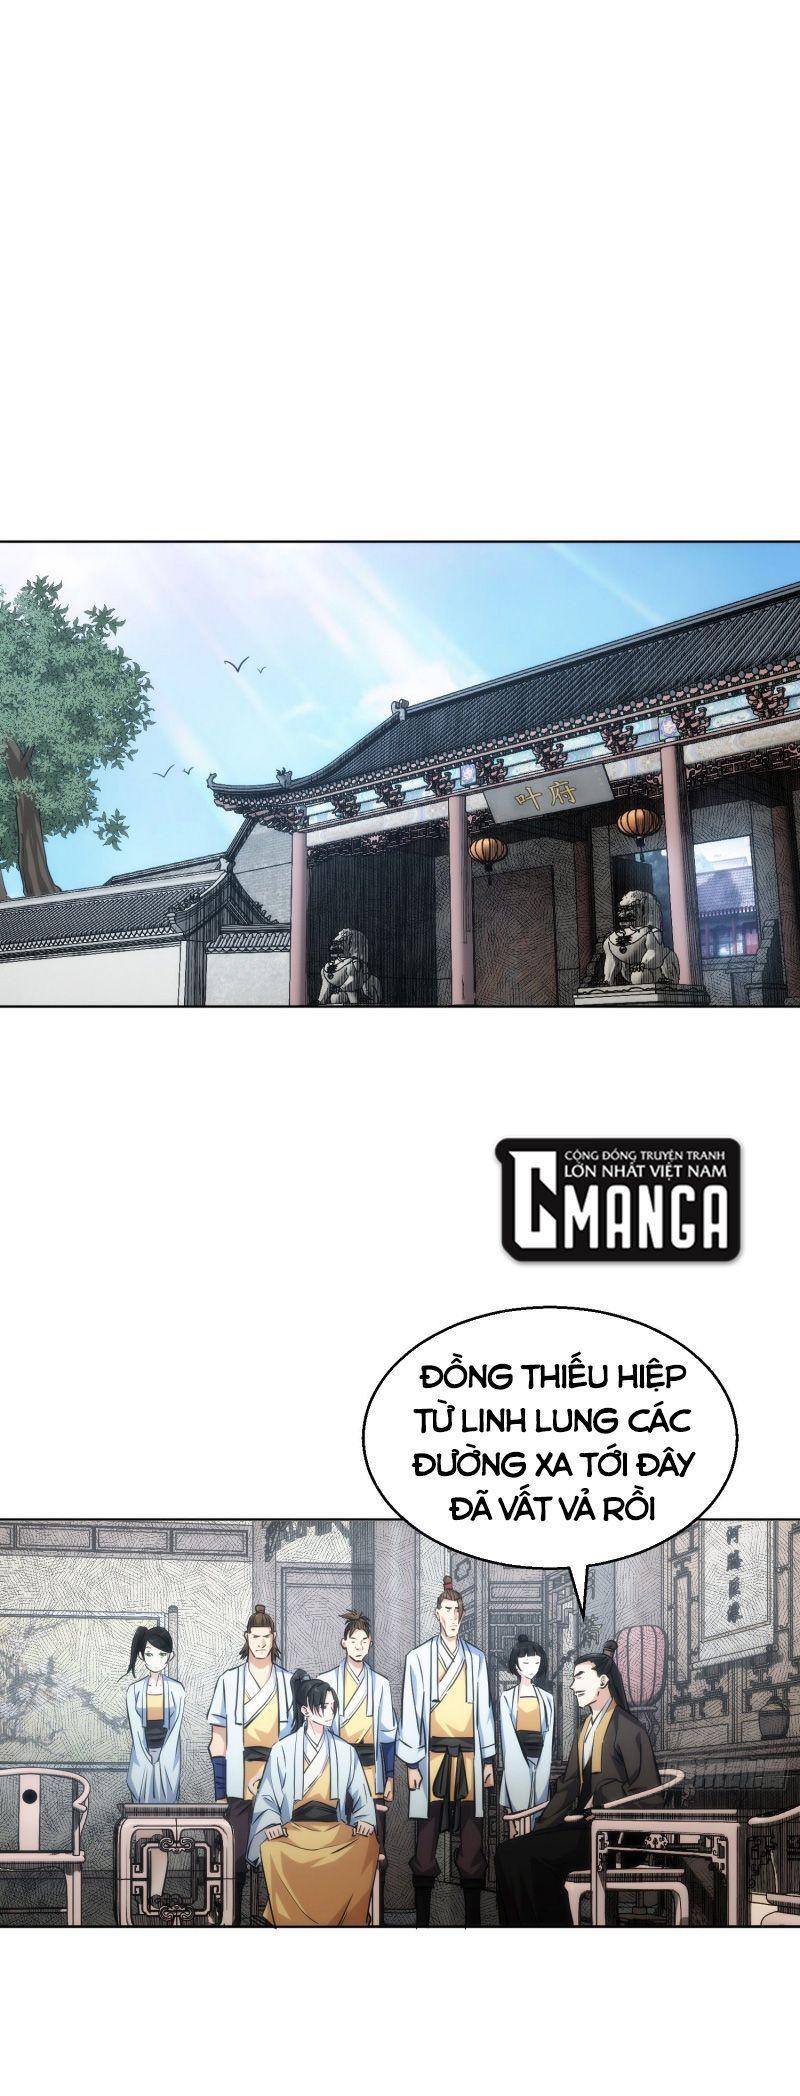 叶府
CỘNG ĐỒNG TRUYỆN TRANH
LỚN NHẤT VIỆT NAM
CMANGA
ĐỒNG THIẾU HIỆP
TỪ LINH LUNG CÁC
ĐƯỜNG XA TỚI ĐÂY
ĐÃ VẤT VẢ RỒI